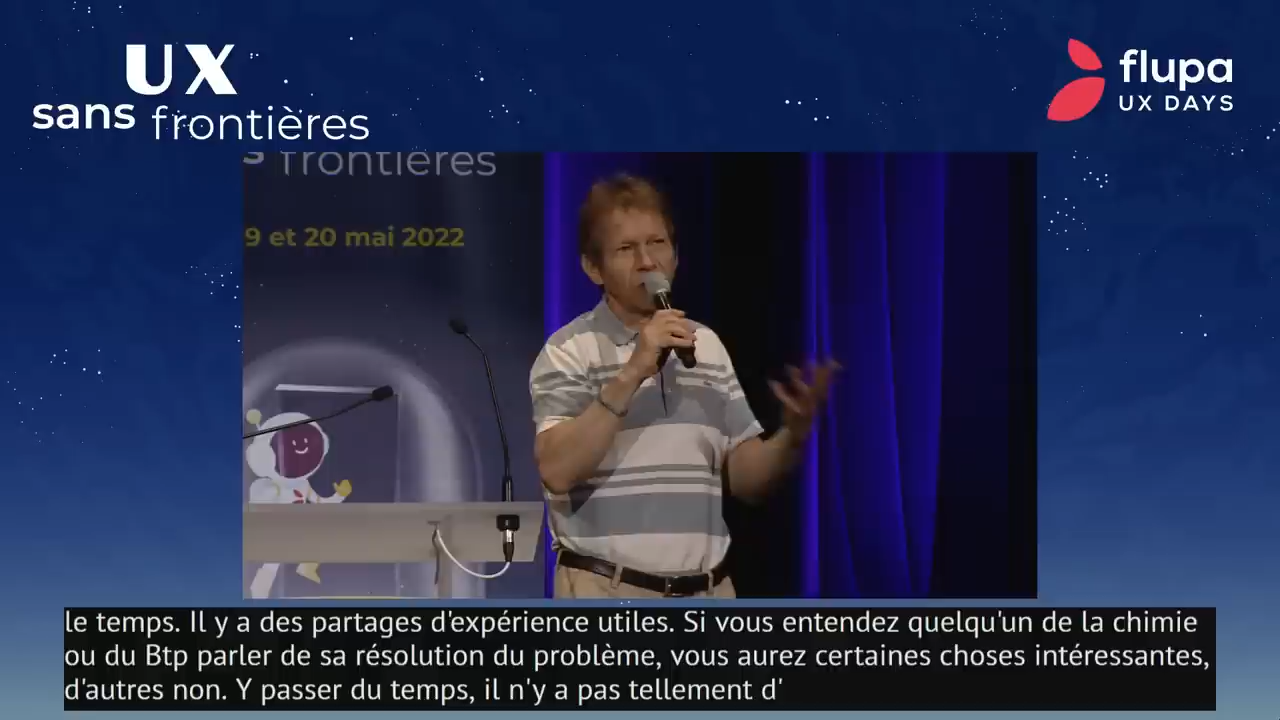 UX
sans frontières
flupa
UX DAYS
s frontières
9 et 20 mai 2022
le temps. Il y a des partages d'expérience utiles. Si vous entendez quelqu'un de la chimie
ou du Btp parler de sa résolution du problème, vous aurez certaines choses intéressantes,
d'autres non. Y passer du temps, il n'y a pas tellement d'